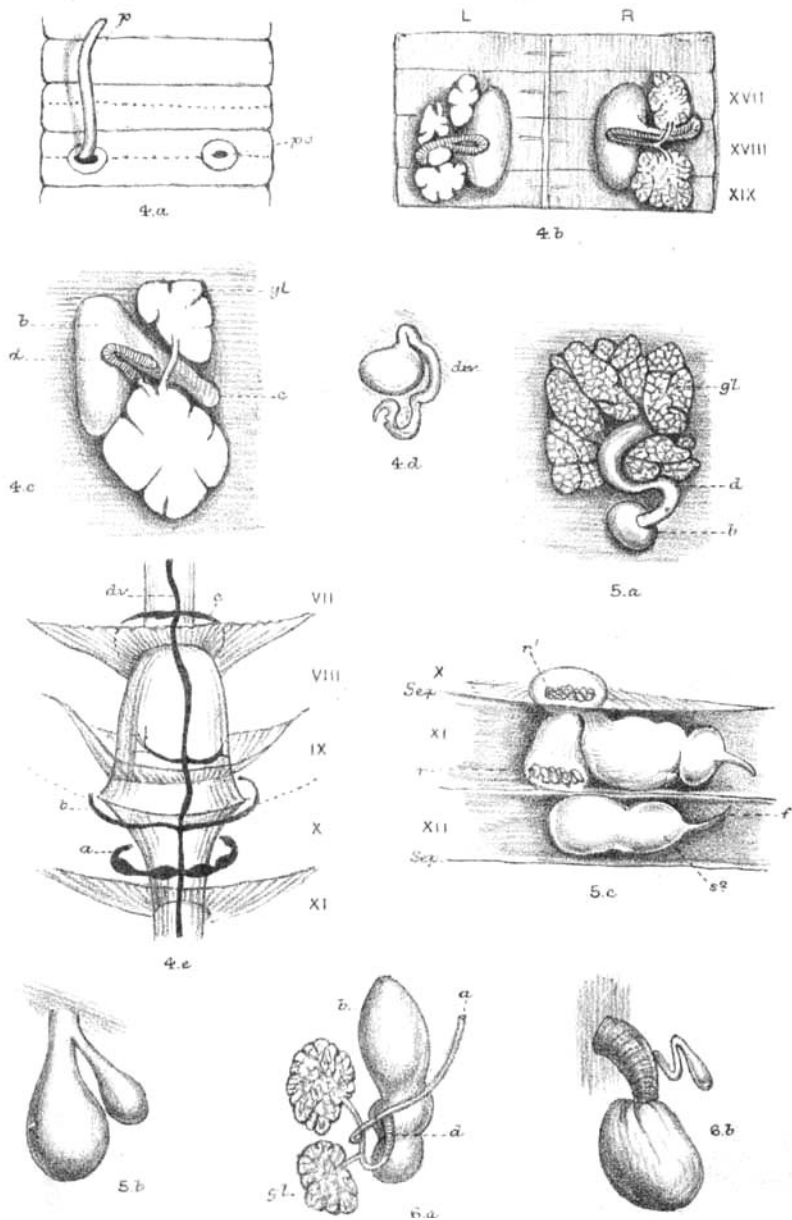 p
L R
XVII
XVIII
XIX
4.a
4.b
gl
b
d
c
4.c
div.
4.d
gl
d
b
5.a
dv
c
VII
VIII
IX
b
X
a
XI
4.e
r'
X
Sep.
XI
r
XII
f
Sep.
s?
5.c
5.b
b.
a
d
gl.
6.a
6.b